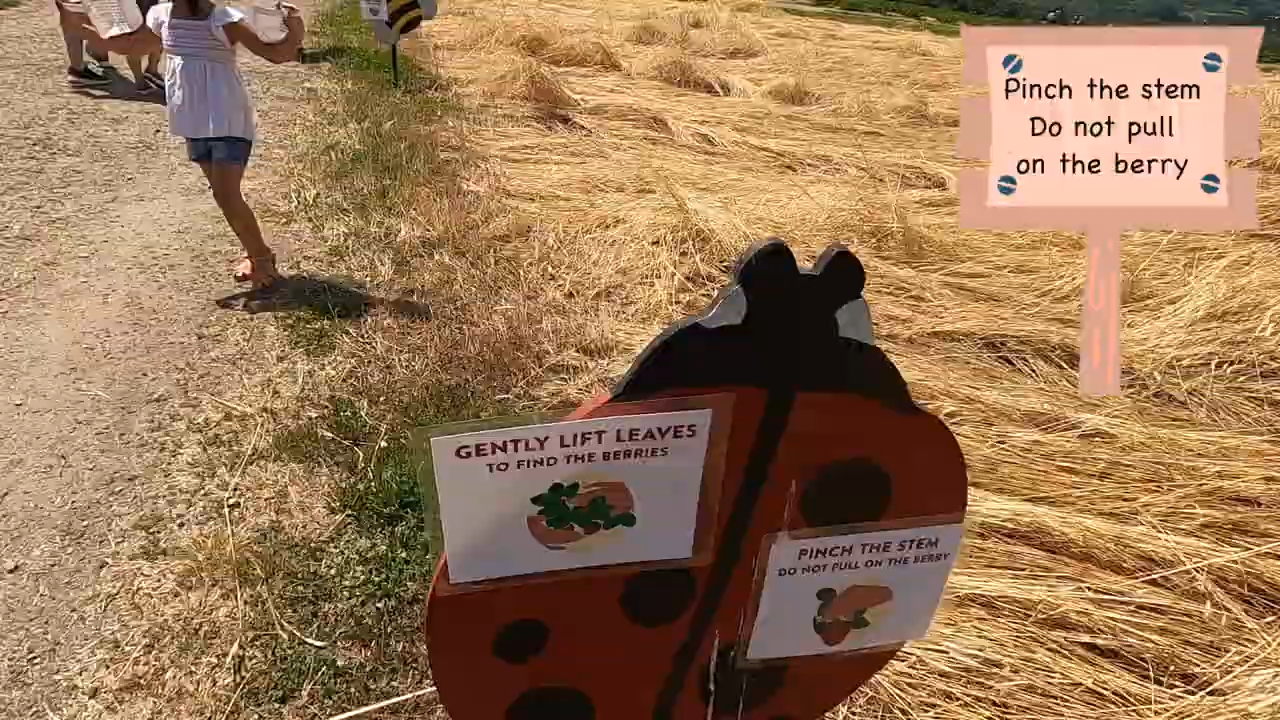 Pinch the stem
Do not pull
on the berry
GENTLY LIFT LEAVES
TO FIND THE BERRIES
PINCH THE STEM
DO NOT PULL ON THE BERRY